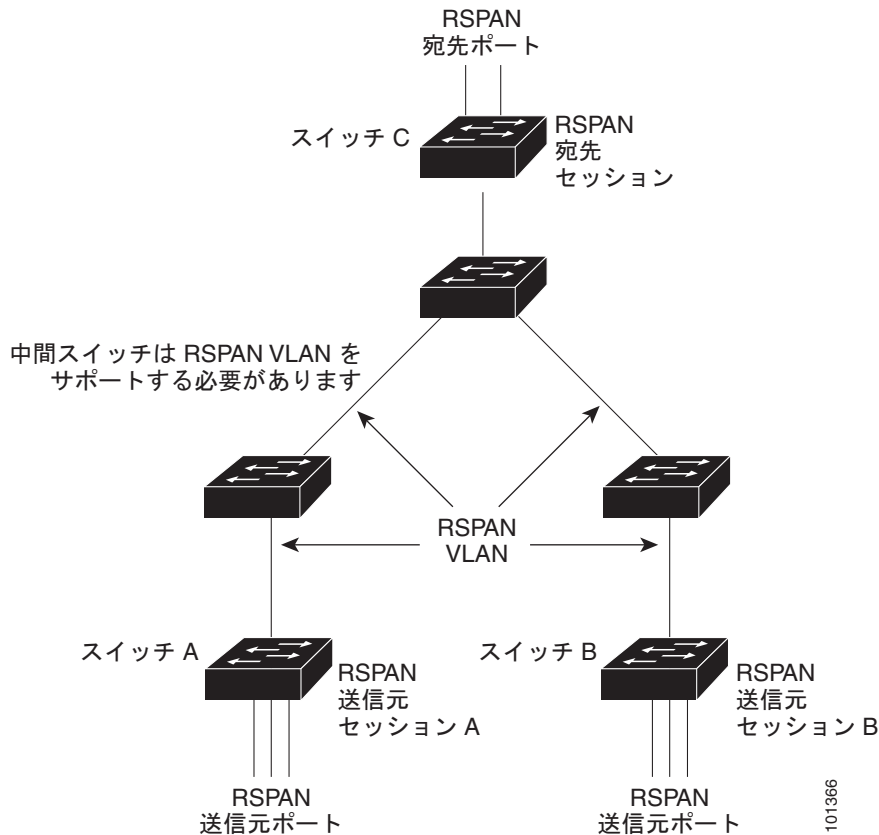 RSPAN
宛先ポート
スイッチ C
RSPAN
宛先
セッション
中間スイッチは RSPAN VLAN を
サポートする必要があります
RSPAN
VLAN
スイッチ A
RSPAN
送信元
セッション A
スイッチ B
RSPAN
送信元
セッション B
RSPAN
送信元ポート
RSPAN
送信元ポート
101366